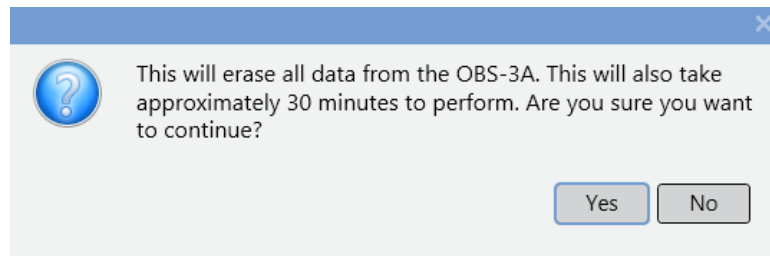 This will erase all data from the OBS-3A. This will also take
approximately 30 minutes to perform. Are you sure you want
to continue?
Yes No